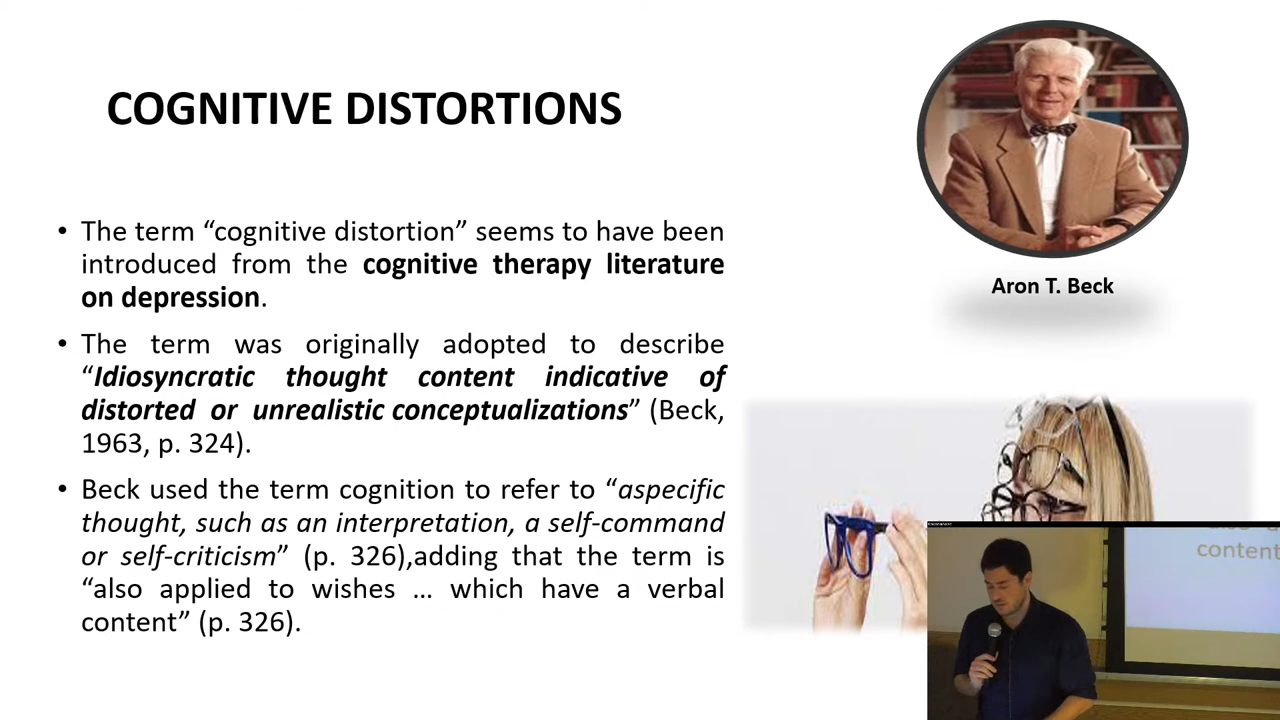 COGNITIVE DISTORTIONS
• The term “cognitive distortion” seems to have been
introduced from the cognitive therapy literature
on depression.
• The term was originally adopted to describe
“Idiosyncratic thought content indicative of
distorted or unrealistic conceptualizations” (Beck,
1963, p. 324).
• Beck used the term cognition to refer to “aspecific
thought, such as an interpretation, a self-command
or self-criticism” (p. 326),adding that the term is
“also applied to wishes … which have a verbal
content” (p. 326).
Aron T. Beck
content